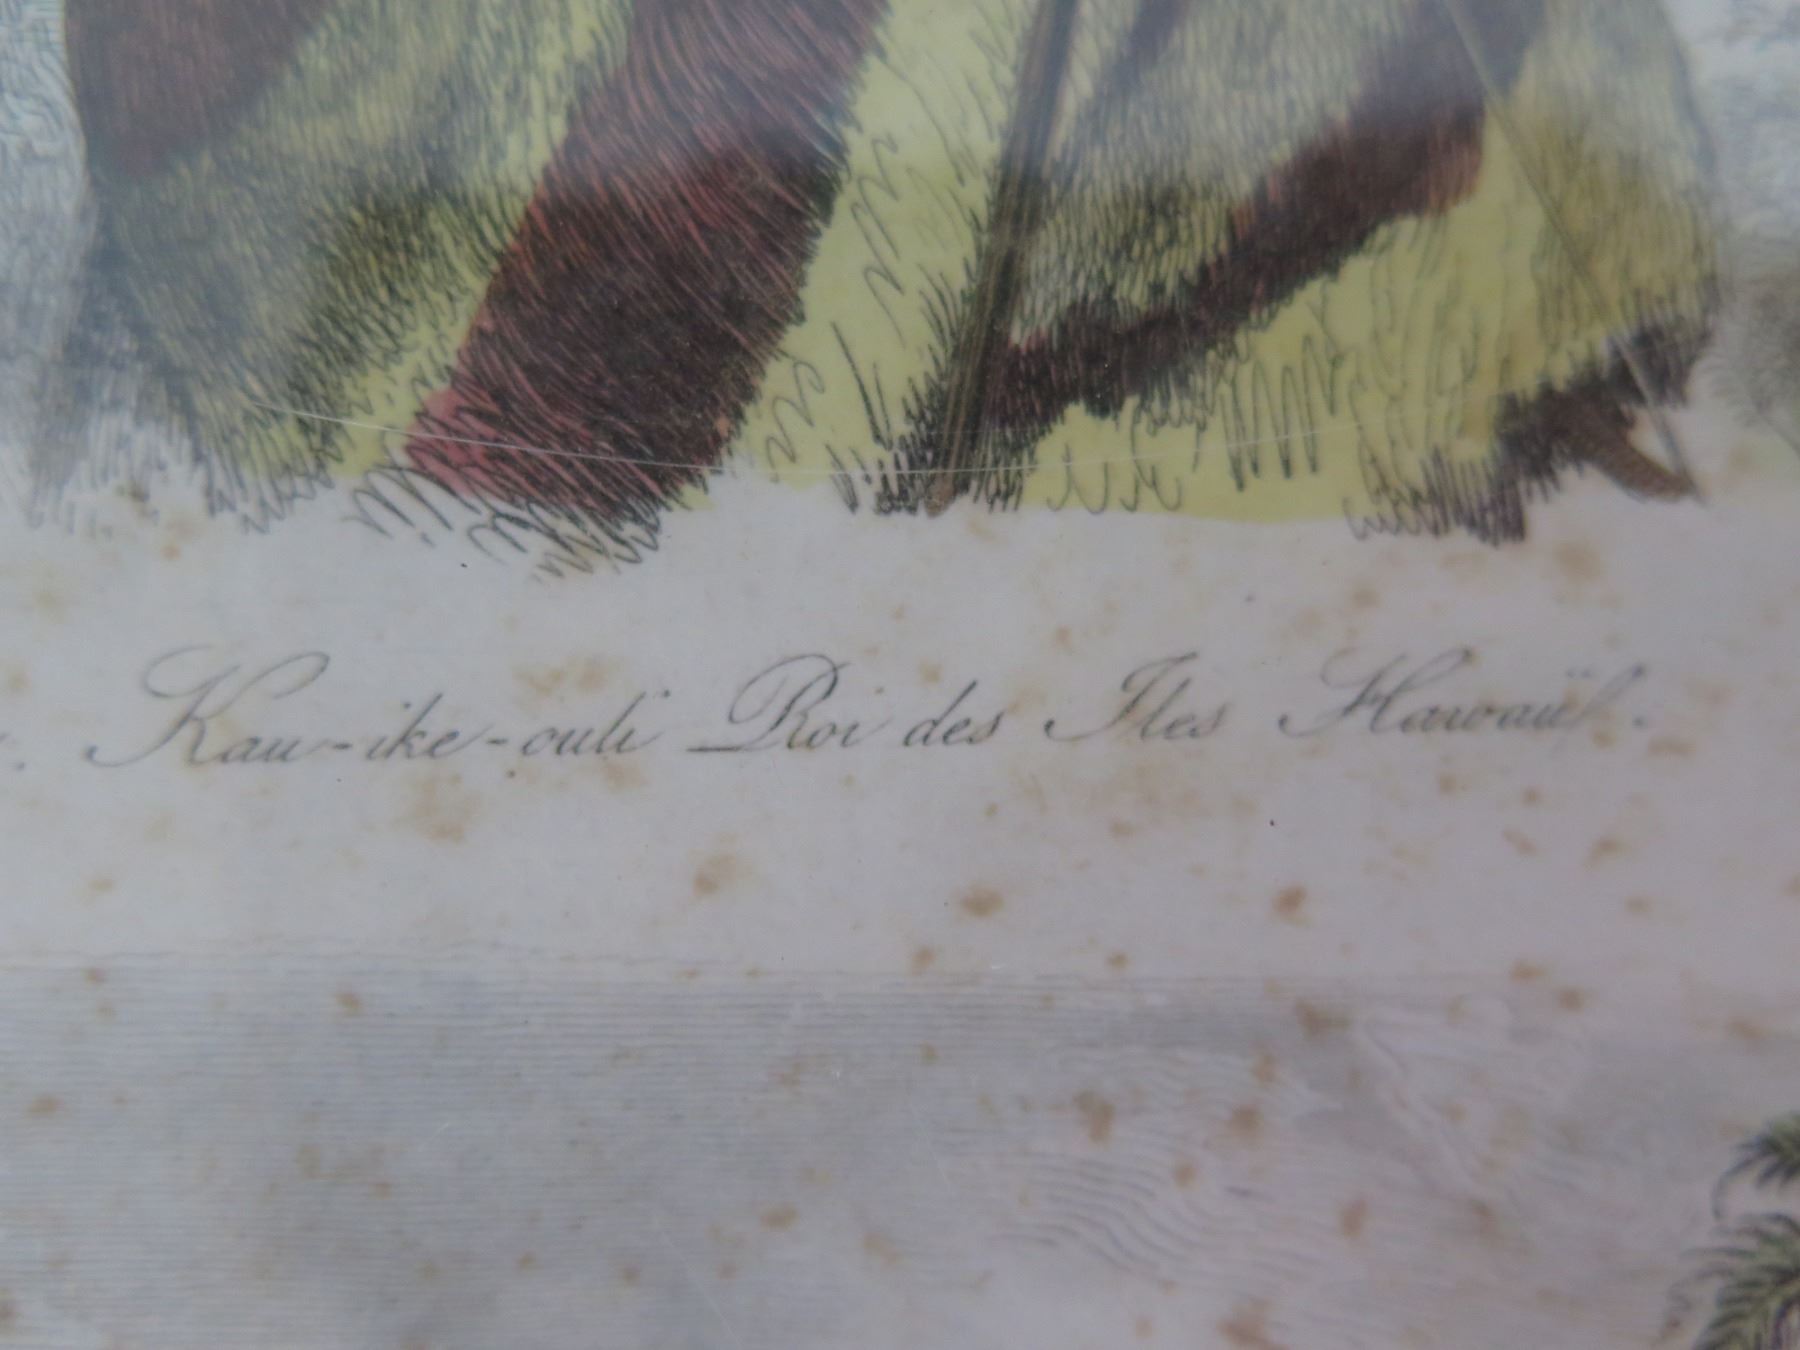 Kau-ike-ouli Roi des Iles Hawaii.